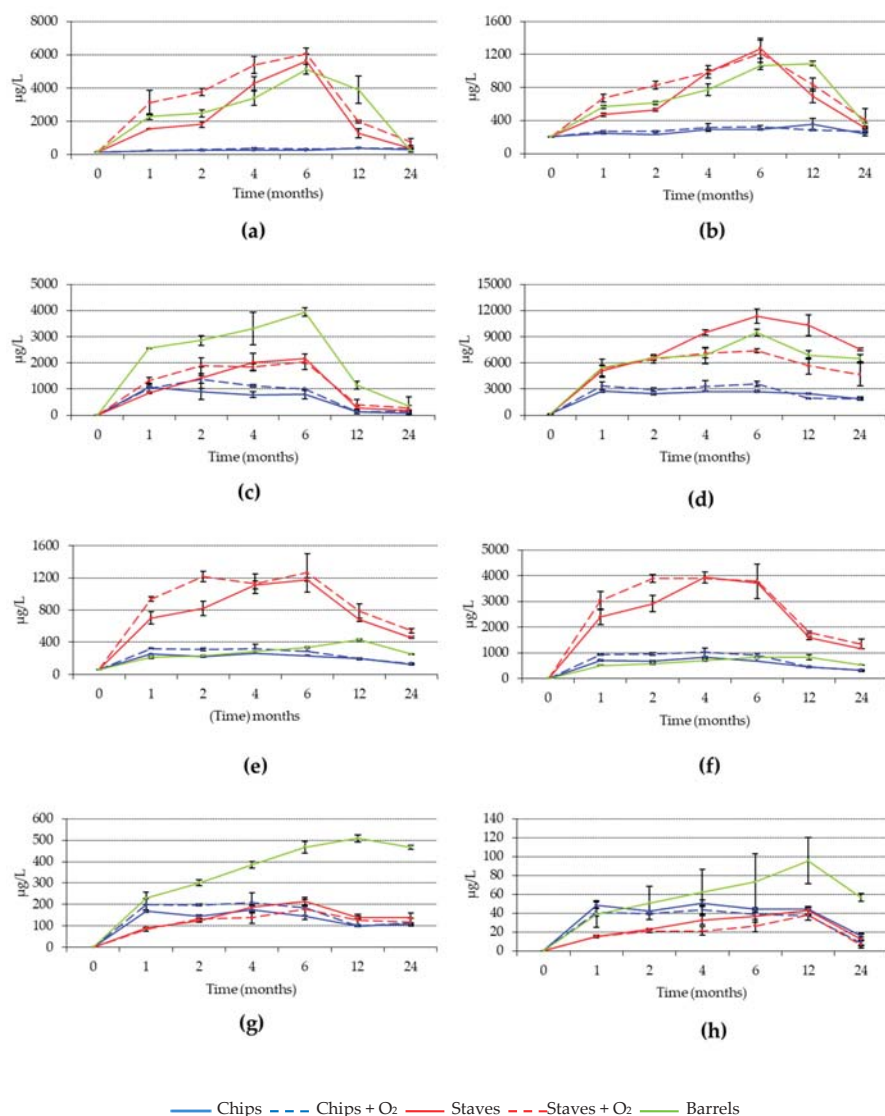 8000
6000
4000
2000
0
µg/L
0 1 2 4 6 12 24
Time (months)
(a)
1600
1200
800
400
0
µg/L
0 1 2 4 6 12 24
Time (months)
(b)
5000
4000
3000
2000
1000
0
µg/L
0 1 2 4 6 12 24
Time (months)
(c)
15000
12000
9000
6000
3000
0
µg/L
0 1 2 4 6 12 24
Time (months)
(d)
1600
1200
800
400
0
µg/L
0 1 2 4 6 12 24
(Time) months
(e)
5000
4000
3000
2000
1000
0
µg/L
0 1 2 4 6 12 24
Time (months)
(f)
600
500
400
300
200
100
0
µg/L
0 1 2 4 6 12 24
Time (months)
(g)
140
120
100
80
60
40
20
0
µg/L
0 1 2 4 6 12 24
Time (months)
(h)
Chips Chips + O₂ Staves Staves + O₂ Barrels